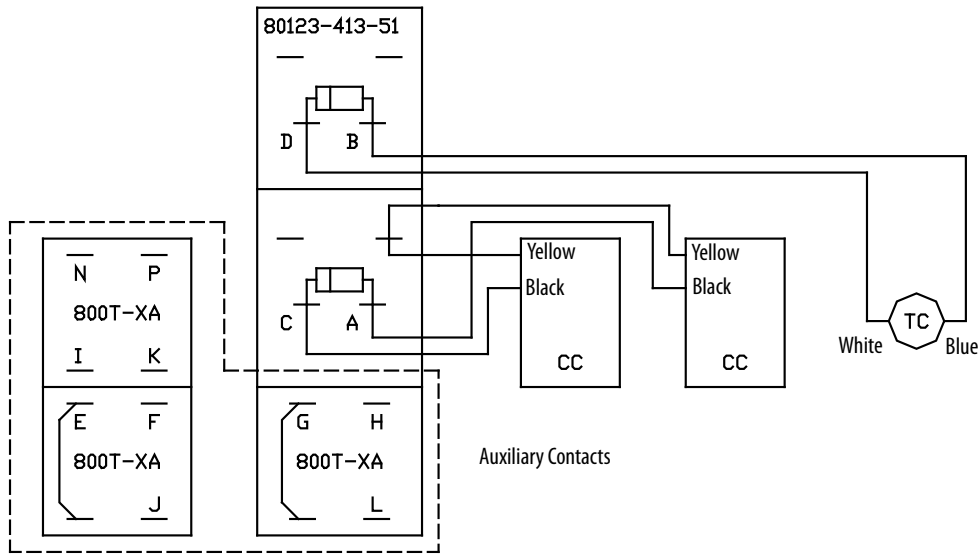 80123-413-51
D B
C A
Yellow
Black
CC
Yellow
Black
CC
TC
White
Blue
N P
800T-XA
I K
E F
800T-XA
J
G H
800T-XA
L
Auxiliary Contacts